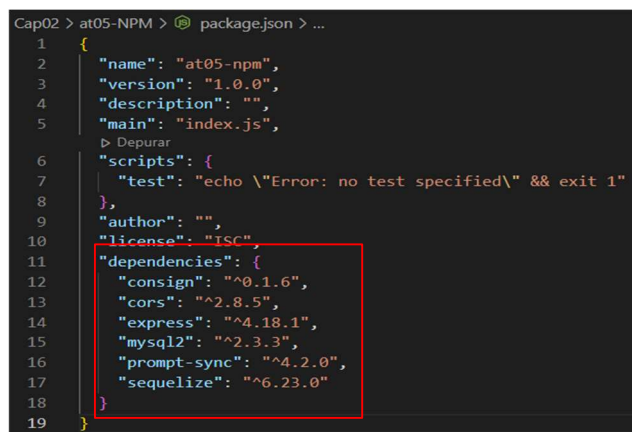 Cap02 > at05-NPM > package.json > ...
1 {
2 "name": "at05-npm",
3 "version": "1.0.0",
4 "description": "",
5 "main": "index.js",
Depurar
6 "scripts": {
7 "test": "echo \"Error: no test specified\" && exit 1"
8 },
9 "author": "",
10 "license": "ISC",
11 "dependencies": {
12 "consign": "^0.1.6",
13 "cors": "^2.8.5",
14 "express": "^4.18.1",
15 "mysql2": "^2.3.3",
16 "prompt-sync": "^4.2.0",
17 "sequelize": "^6.23.0"
18 }
19 }